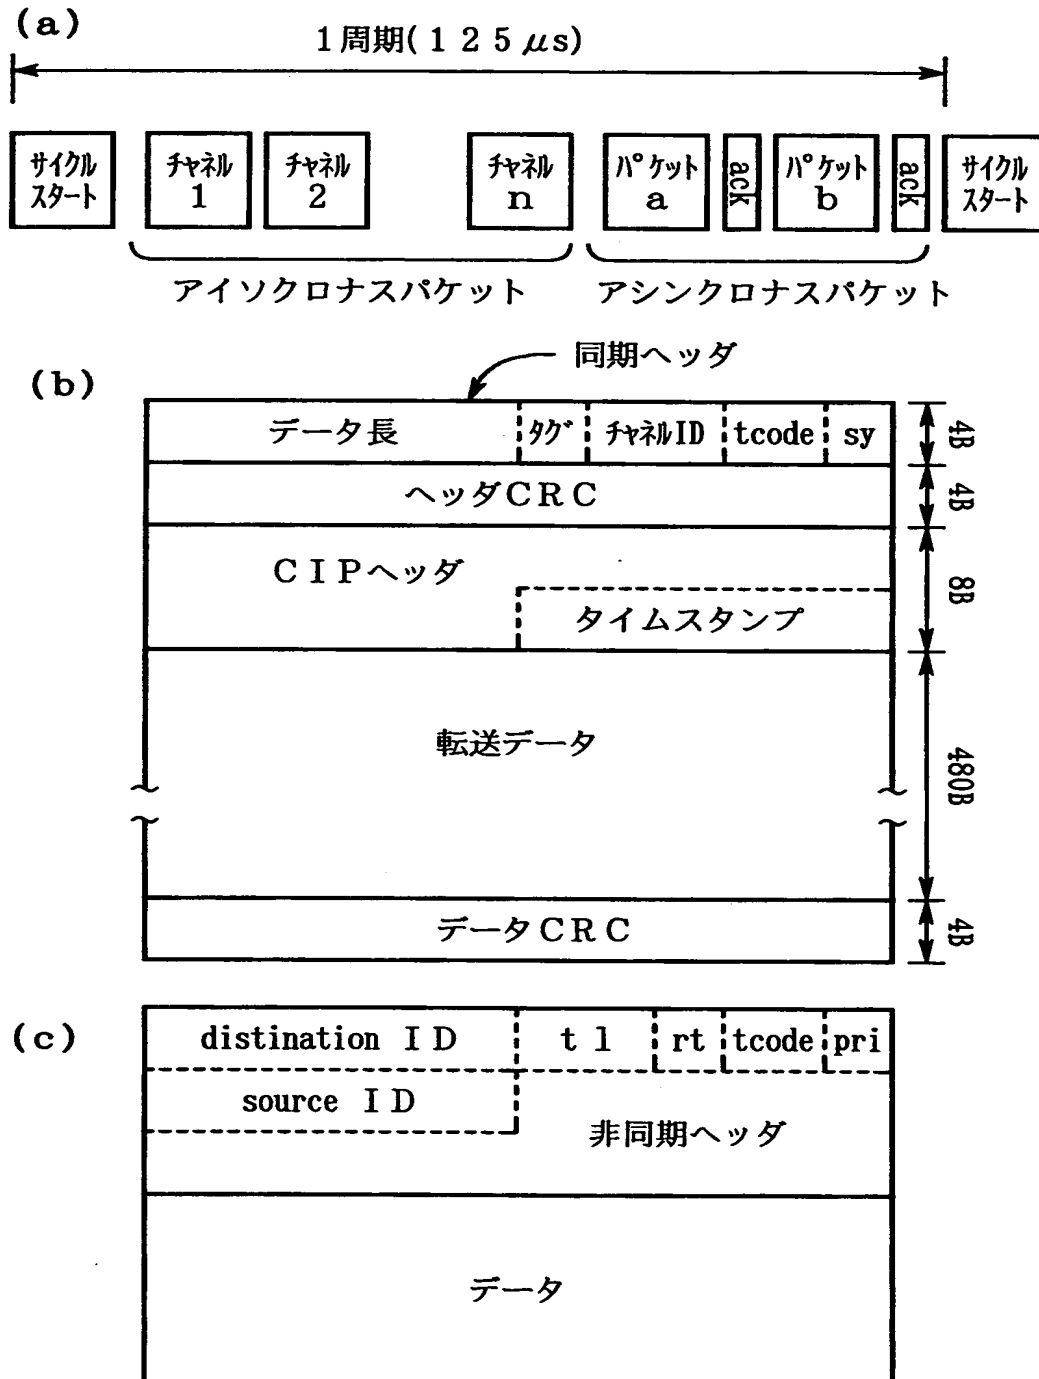 (a)
1周期(125μs)
サイクル
スタート
チャネル
1
チャネル
2
チャネル
n
パケット
a
ack
パケット
b
ack
サイクル
スタート
アイソクロナスパケット
アシンクロナスパケット
(b)
同期ヘッダ
データ長 タグ チャネルID tcode sy
4B
ヘッダCRC
4B
CIPヘッダ
タイムスタンプ
8B
転送データ
480B
データCRC
4B
(c)
distination ID tl rt tcode pri
source ID
非同期ヘッダ
データ